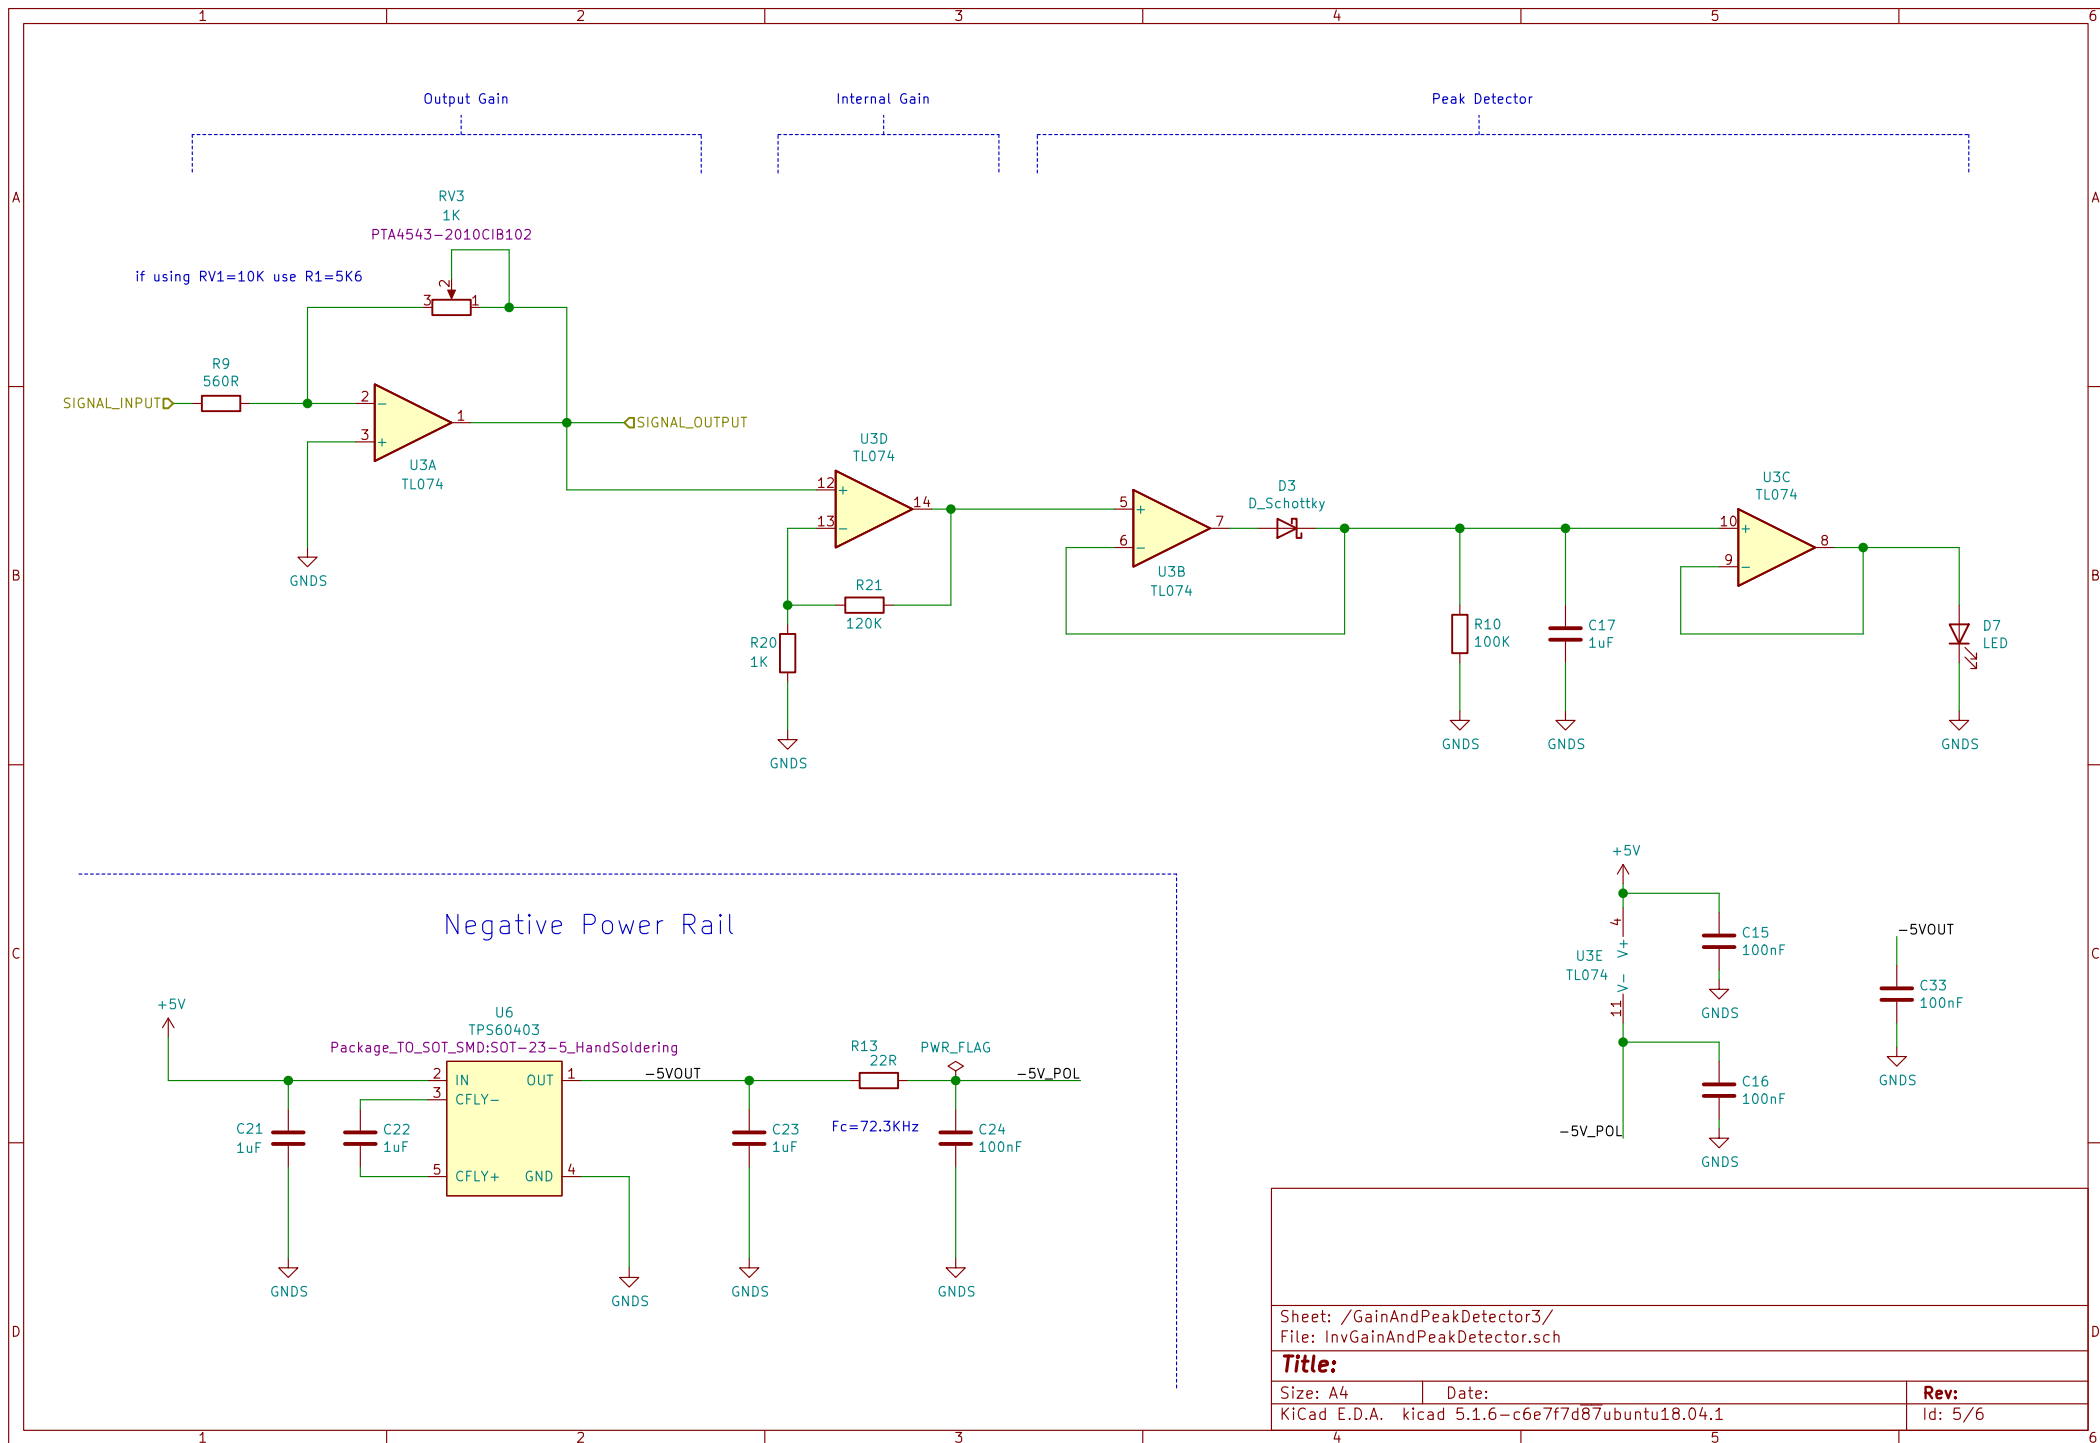 1 2 3 4 5 6
Output Gain
Internal Gain
Peak Detector
A
A
RV3
1K
PTA4543-2010CIB102
if using RV1=10K use R1=5K6
2
3
1
R9
560R
SIGNAL_INPUT
2
3
1
-
+
U3A
TL074
SIGNAL_OUTPUT
GNDS
U3D
TL074
12
13
14
+
-
R21
120K
R20
1K
GNDS
5
6
7
+
-
U3B
TL074
D3
D_Schottky
R10
100K
GNDS
C17
1uF
GNDS
U3C
TL074
10
9
8
+
-
D7
LED
GNDS
B
B
Negative Power Rail
+5V
U6
TPS60403
Package_TO_SOT_SMD:SOT-23-5_HandSoldering
2
IN
OUT
1
3
CFLY-
5
CFLY+
GND
4
C21
1uF
GNDS
C22
1uF
GNDS
-5VOUT
C23
1uF
GNDS
R13
22R
Fc=72.3KHz
PWR_FLAG
-5V_POL
C24
100nF
GNDS
+5V
4
V+
U3E
TL074
V-
11
-5V_POL
C15
100nF
GNDS
C16
100nF
GNDS
-5VOUT
C33
100nF
GNDS
C
C
D
D
Sheet: /GainAndPeakDetector3/
File: InvGainAndPeakDetector.sch
Title:
Size: A4
Date:
Rev:
KiCad E.D.A. kicad 5.1.6-c6e7f7d87ubuntu18.04.1
Id: 5/6
1 2 3 4 5 6